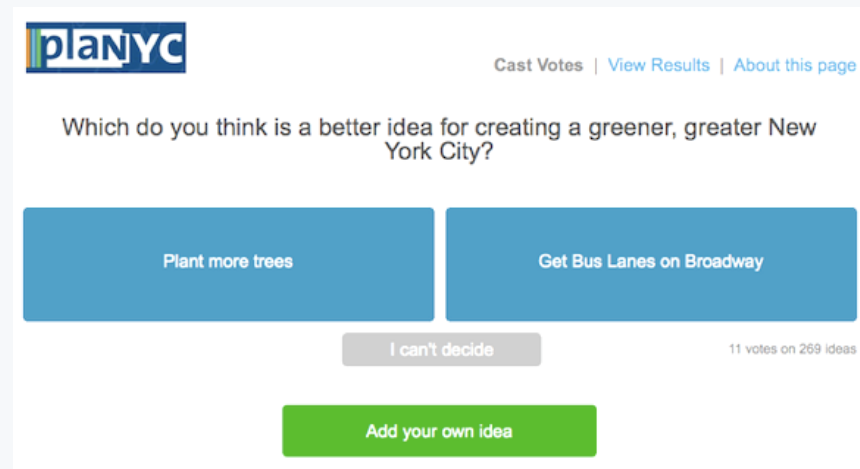 plaNYC
Cast Votes | View Results | About this page
Which do you think is a better idea for creating a greener, greater New
York City?
Plant more trees
Get Bus Lanes on Broadway
I can't decide
11 votes on 269 ideas
Add your own idea